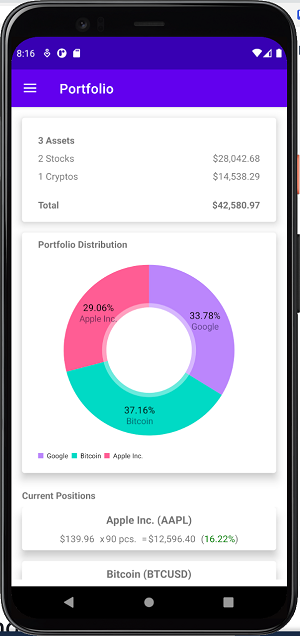 8:16
Portfolio
3 Assets
2 Stocks $28,042.68
1 Cryptos $14,538.29
Total $42,580.97
Portfolio Distribution
29.06%
Apple Inc.
33.78%
Google
37.16%
Bitcoin
Google Bitcoin Apple Inc.
Current Positions
Apple Inc. (AAPL)
$139.96 x 90 pcs. = $12,596.40 (16.22%)
Bitcoin (BTCUSD)